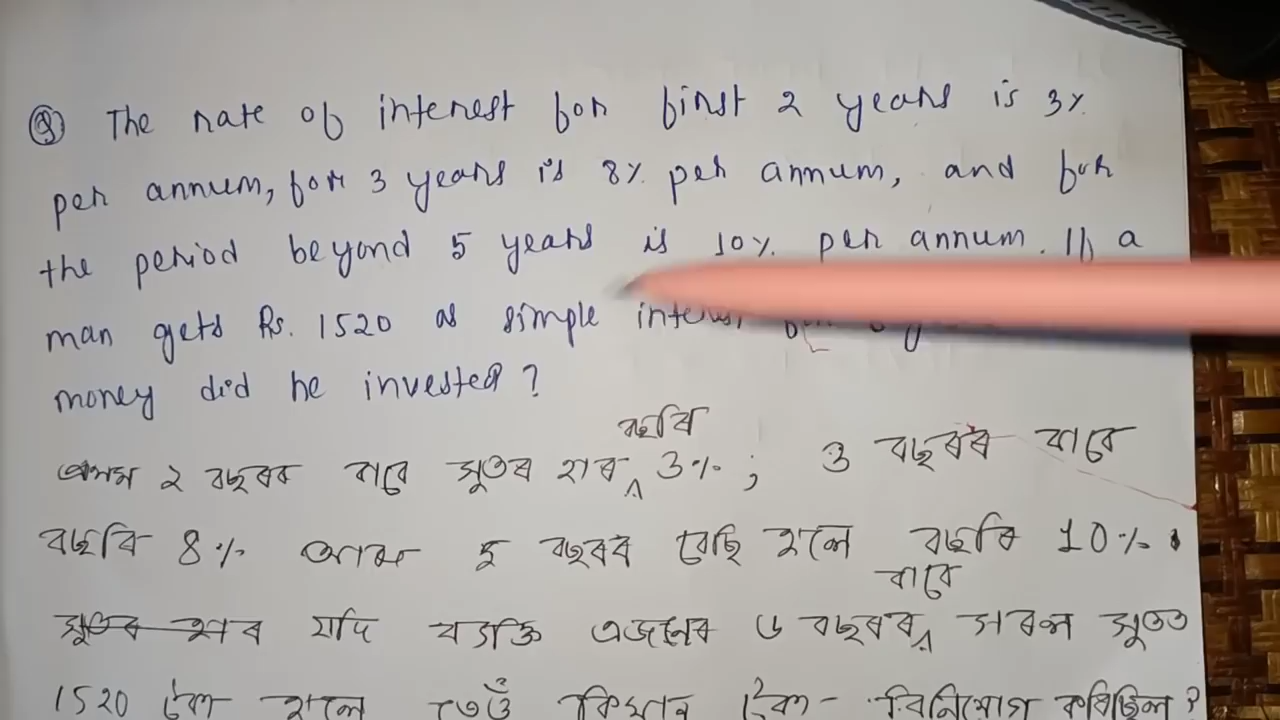 Q The rate of interest for first 2 years is 3%
per annum, for 3 years is 8% per annum, and for
the period beyond 5 years is 10% per annum. If a
man gets Rs. 1520 as simple
money did he invested ?
বছৰি
প্ৰথম ২ বছৰৰ বাবে সুতৰ হাৰ 3% ; ৩ বছৰৰ বাবে
বছৰি 8% আৰু ৫ বছৰৰ বেছি হলে বছৰি 10%
বাবে
যদি ব্যক্তি এজনৰ ৬ বছৰৰ সৰল সুতত
1520 টকা হলে তেওঁ কিমান টকা বিনিয়োগ কৰিছিল ?